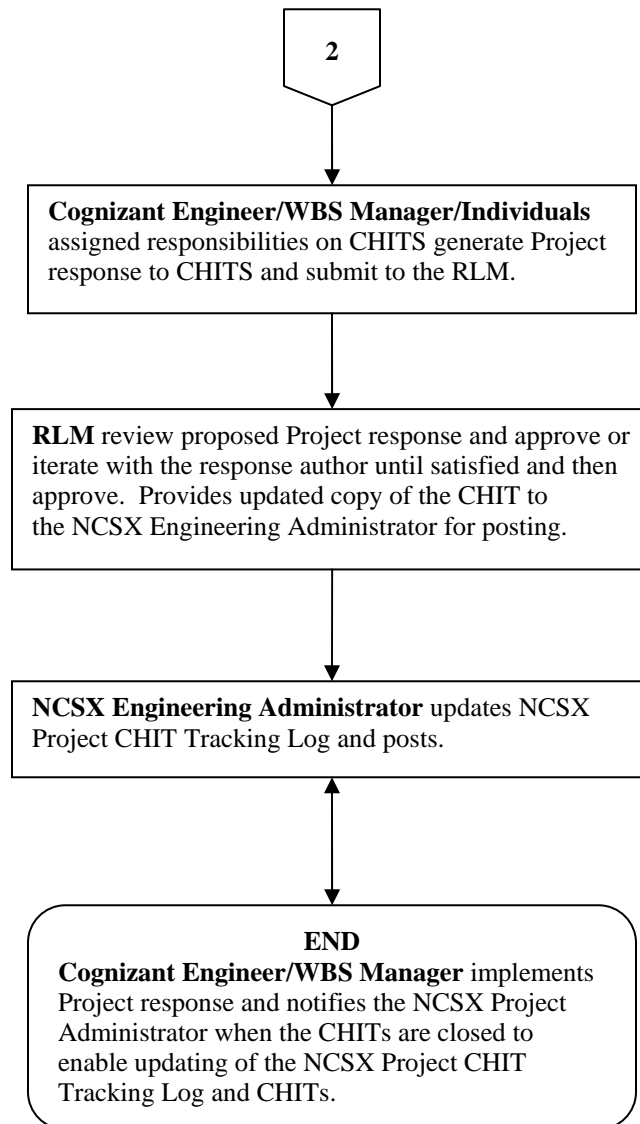 2
Cognizant Engineer/WBS Manager/Individuals
assigned responsibilities on CHITS generate Project
response to CHITS and submit to the RLM.
RLM review proposed Project response and approve or
iterate with the response author until satisfied and then
approve.  Provides updated copy of the CHIT to
the NCSX Engineering Administrator for posting.
NCSX Engineering Administrator updates NCSX
Project CHIT Tracking Log and posts.
END
Cognizant Engineer/WBS Manager implements
Project response and notifies the NCSX Project
Administrator when the CHITs are closed to
enable updating of the NCSX Project CHIT
Tracking Log and CHITs.